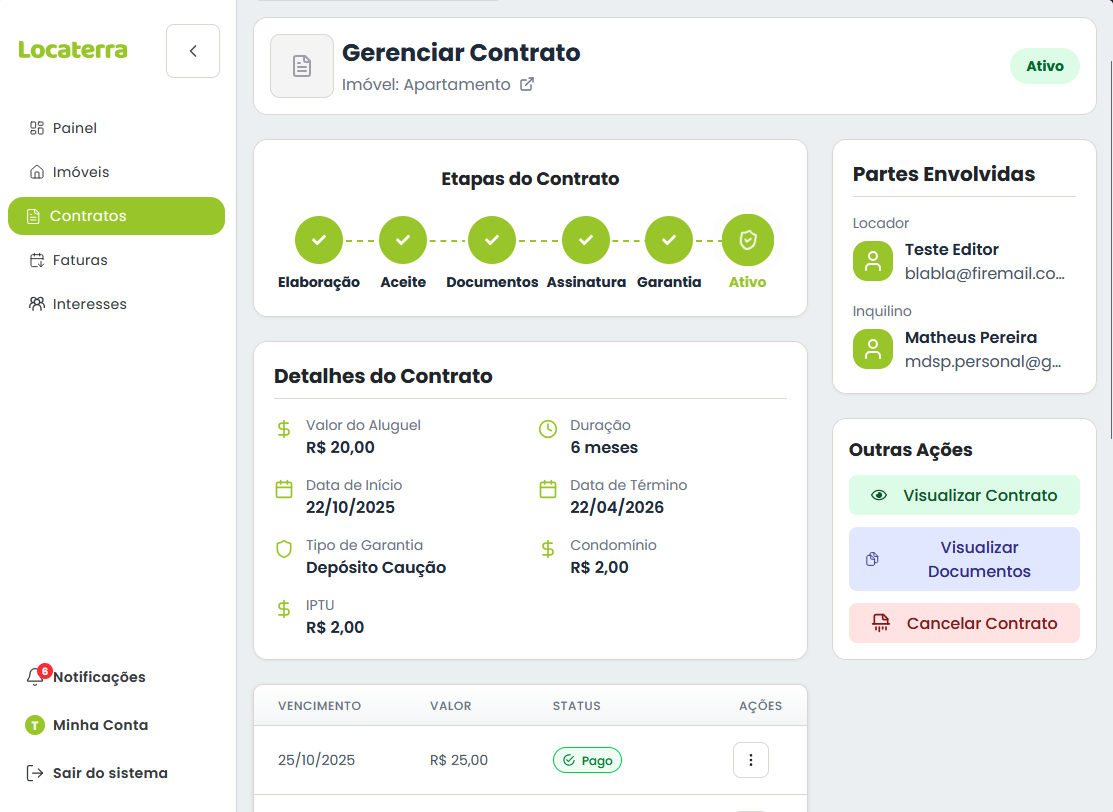 Locaterra
Painel
Imóveis
Contratos
Faturas
Interesses
6
Notificações
T
Minha Conta
Sair do sistema
Gerenciar Contrato
Imóvel: Apartamento
Ativo
Etapas do Contrato
Elaboração
Aceite
Documentos
Assinatura
Garantia
Ativo
Detalhes do Contrato
Valor do Aluguel
R$ 20,00
Duração
6 meses
Data de Início
22/10/2025
Data de Término
22/04/2026
Tipo de Garantia
Depósito Caução
Condomínio
R$ 2,00
IPTU
R$ 2,00
VENCIMENTO VALOR STATUS AÇÕES
25/10/2025 R$ 25,00 Pago
Partes Envolvidas
Locador
Teste Editor
blabla@firemail.co...
Inquilino
Matheus Pereira
mdsp.personal@g...
Outras Ações
Visualizar Contrato
Visualizar
Documentos
Cancelar Contrato